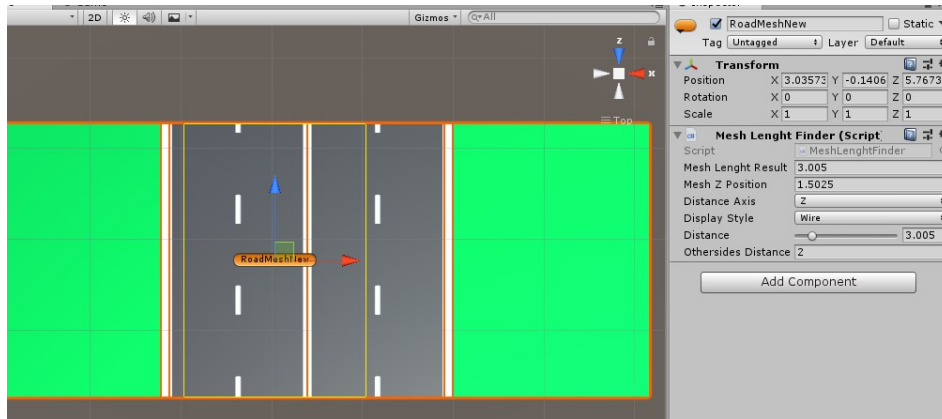 2D
Gizmos
Q▾All
z
x
Top
RoadMeshNew
RoadMeshNew
Static
Tag Untagged Layer Default
Transform
Position X 3.03573 Y -0.1406 Z 5.7673
Rotation X 0 Y 0 Z 0
Scale X 1 Y 1 Z 1
Mesh Lenght Finder (Script)
Script MeshLenghtFinder
Mesh Lenght Result 3.005
Mesh Z Position 1.5025
Distance Axis Z
Display Style Wire
Distance 3.005
Othersides Distance 2
Add Component